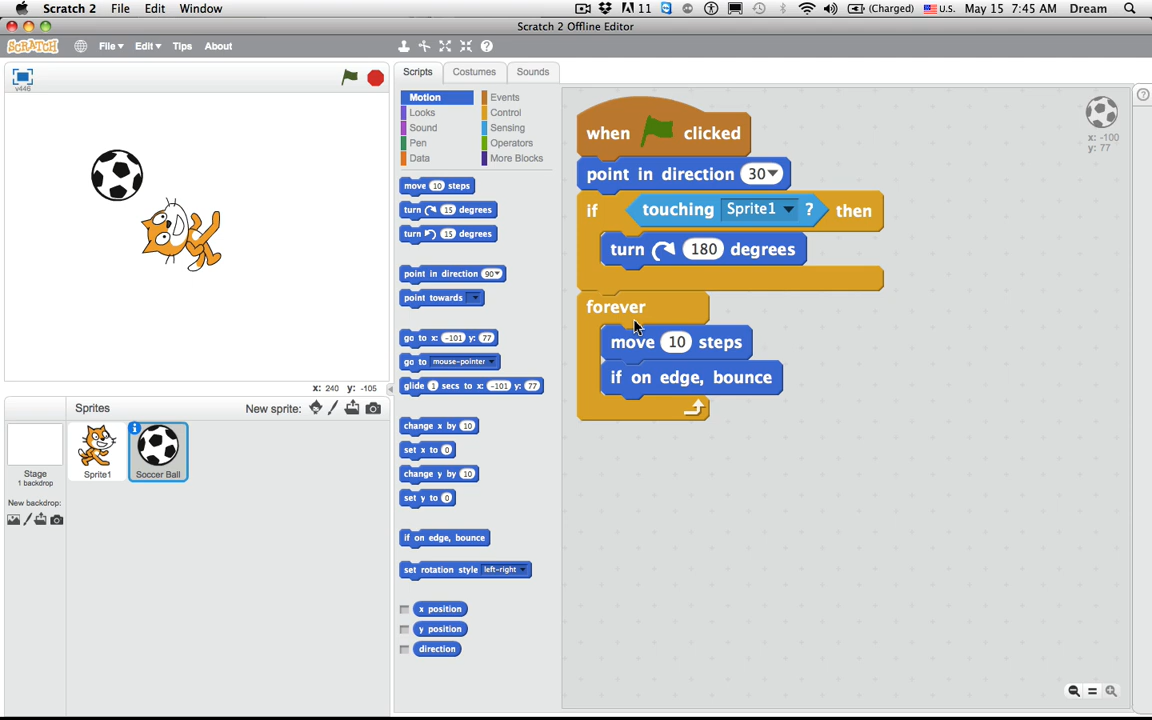 Scratch 2 File Edit Window 11 (Charged) U.S. May 15 7:45 AM Dream
Scratch 2 Offline Editor
SCRATCH File Edit Tips About
v446
Scripts Costumes Sounds
Motion Events
Looks Control
Sound Sensing
Pen Operators
Data More Blocks
move 10 steps
turn 15 degrees
turn 15 degrees
point in direction 90
point towards
go to x: -101 y: 77
go to mouse-pointer
glide 1 secs to x: -101 y: 77
change x by 10
set x to 0
change y by 10
set y to 0
if on edge, bounce
set rotation style left-right
x position
y position
direction
when clicked
point in direction 30
if touching Sprite1 ? then
turn 180 degrees
forever
move 10 steps
if on edge, bounce
x: -100
y: 77
x: 240 y: -105
Sprites New sprite:
Stage
1 backdrop
New backdrop:
Sprite1
Soccer Ball